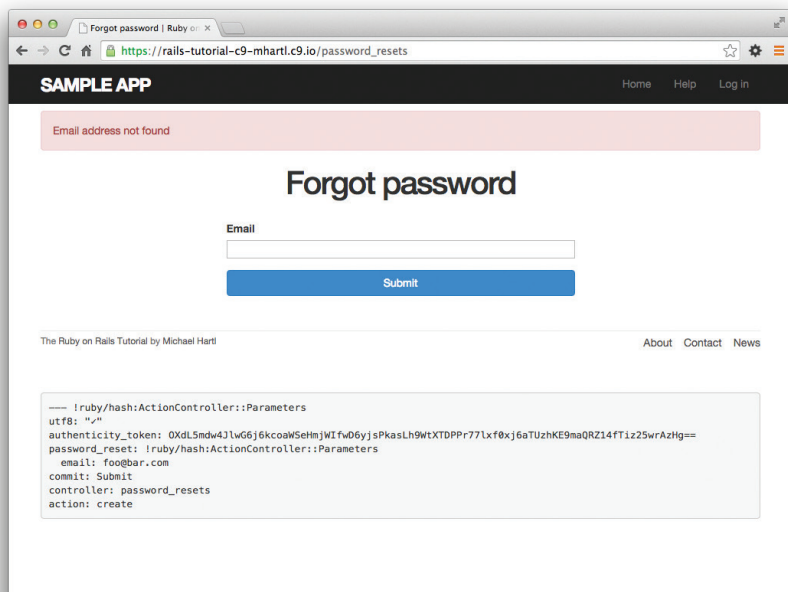 Forgot password | Ruby on
https://rails-tutorial-c9-mhartl.c9.io/password_resets
SAMPLE APP
Home Help Log in
Email address not found
Forgot password
Email
Submit
The Ruby on Rails Tutorial by Michael Hartl
About Contact News
--- !ruby/hash:ActionController::Parameters
utf8: "✓"
authenticity_token: OXdL5mdw4JlwG6j6kcoaWSeHmjWIfwD6yjsPkasLh9WtXTDPPr77lxf0xj6aTUzhKE9maQRZ14fTiz25wrAzHg==
password_reset: !ruby/hash:ActionController::Parameters
  email: foo@bar.com
commit: Submit
controller: password_resets
action: create